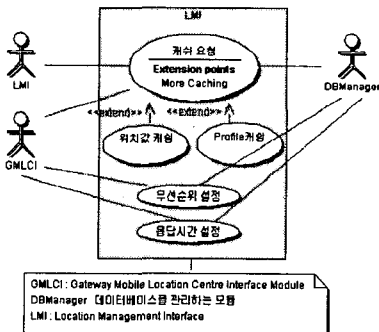 LMI
캐쉬 요청
Extension points
More Caching
LMI
DBManager
<<extend>>
<<extend>>
위치값 캐슁
Profile캐슁
GMLCI
우선순위 설정
응답시간 설정
GMLCI : Gateway Mobile Location Centre Interface Module
DBManager 데이터베이스를 관리하는 모듈
LMI : Location Management Interface